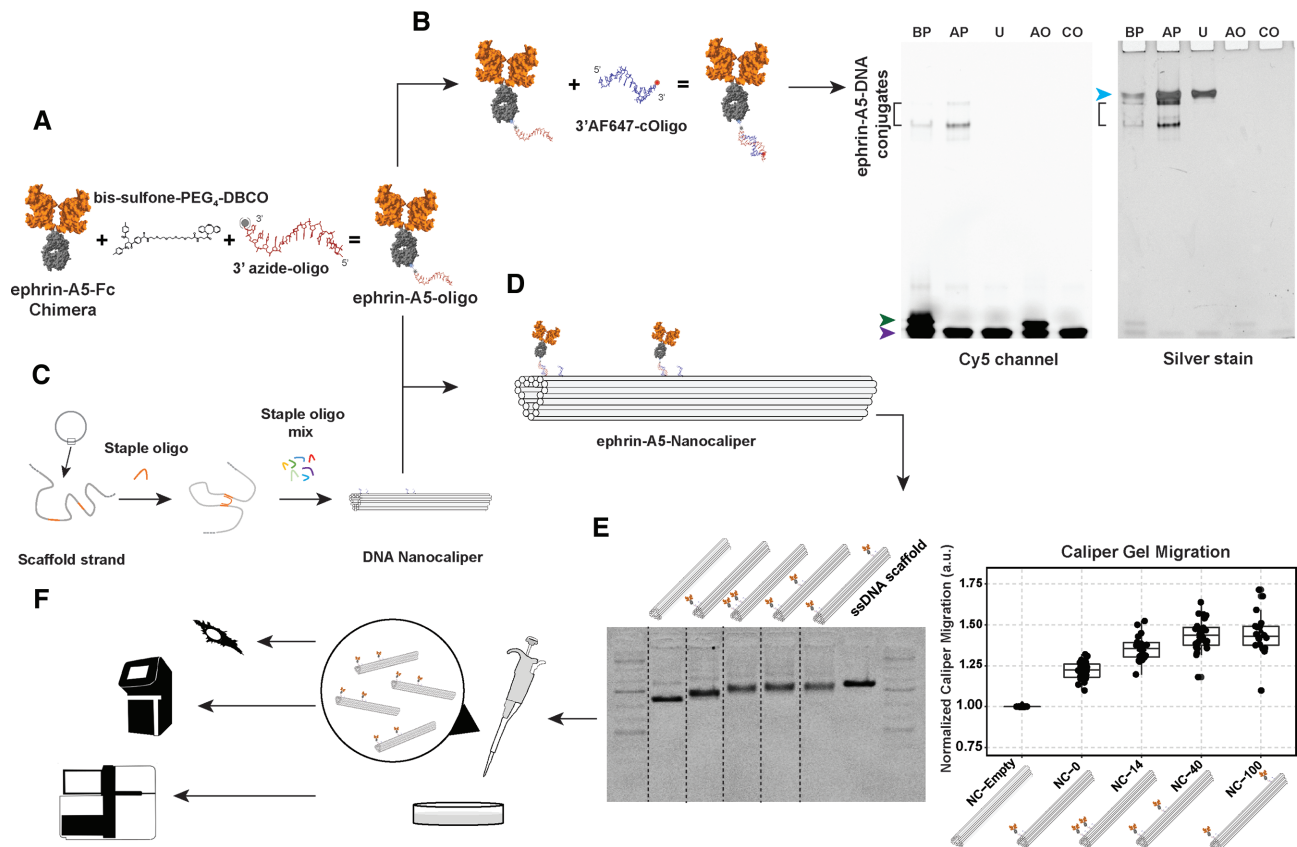 A
ephrin-A5-Fc
Chimera
+
bis-sulfone-PEG4-DBCO
+
3'
5'
3' azide-oligo
=
ephrin-A5-oligo
B
+
5'
3'
3'AF647-cOligo
=
ephrin-A5-DNA
conjugates
BP AP U AO CO
Cy5 channel
BP AP U AO CO
Silver stain
C
Scaffold strand
Staple oligo
Staple oligo
mix
DNA Nanocaliper
D
ephrin-A5-Nanocaliper
E
ssDNA scaffold
Caliper Gel Migration
Normalized Caliper Migration (a.u.)
1.75
1.50
1.25
1.00
0.75
NC-Empty
NC-0
NC-14
NC-40
NC-100
F